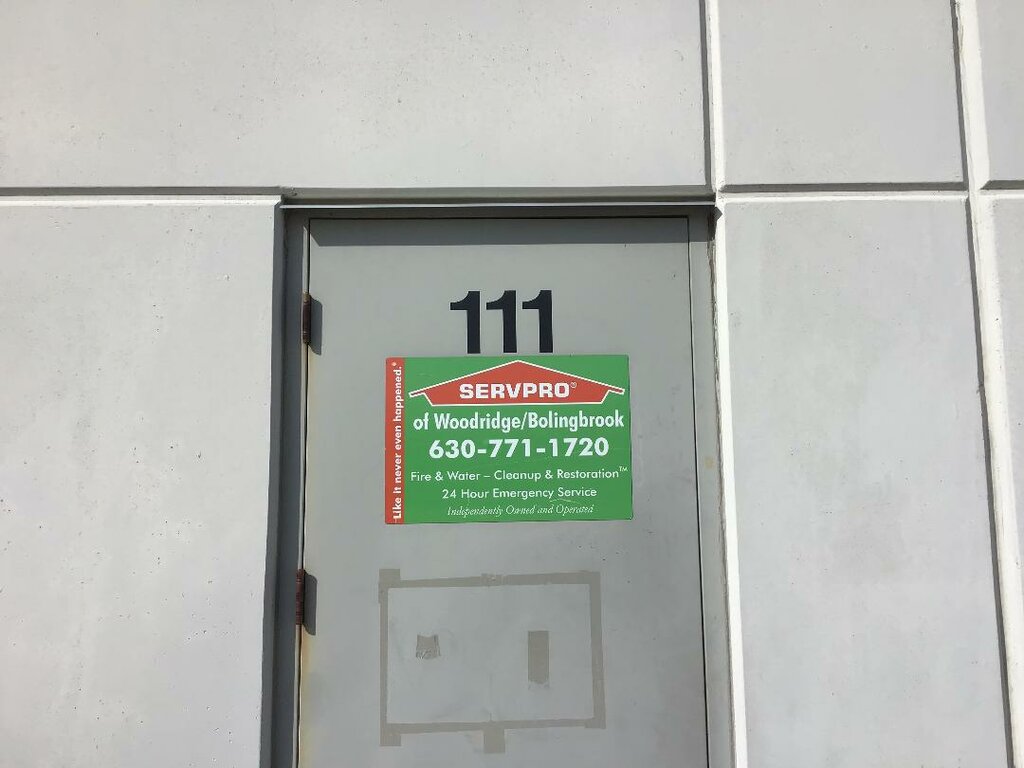 111
Like it never even happened.®
SERVPRO®
of Woodridge/Bolingbrook
630-771-1720
Fire & Water – Cleanup & Restoration™
24 Hour Emergency Service
Independently Owned and Operated